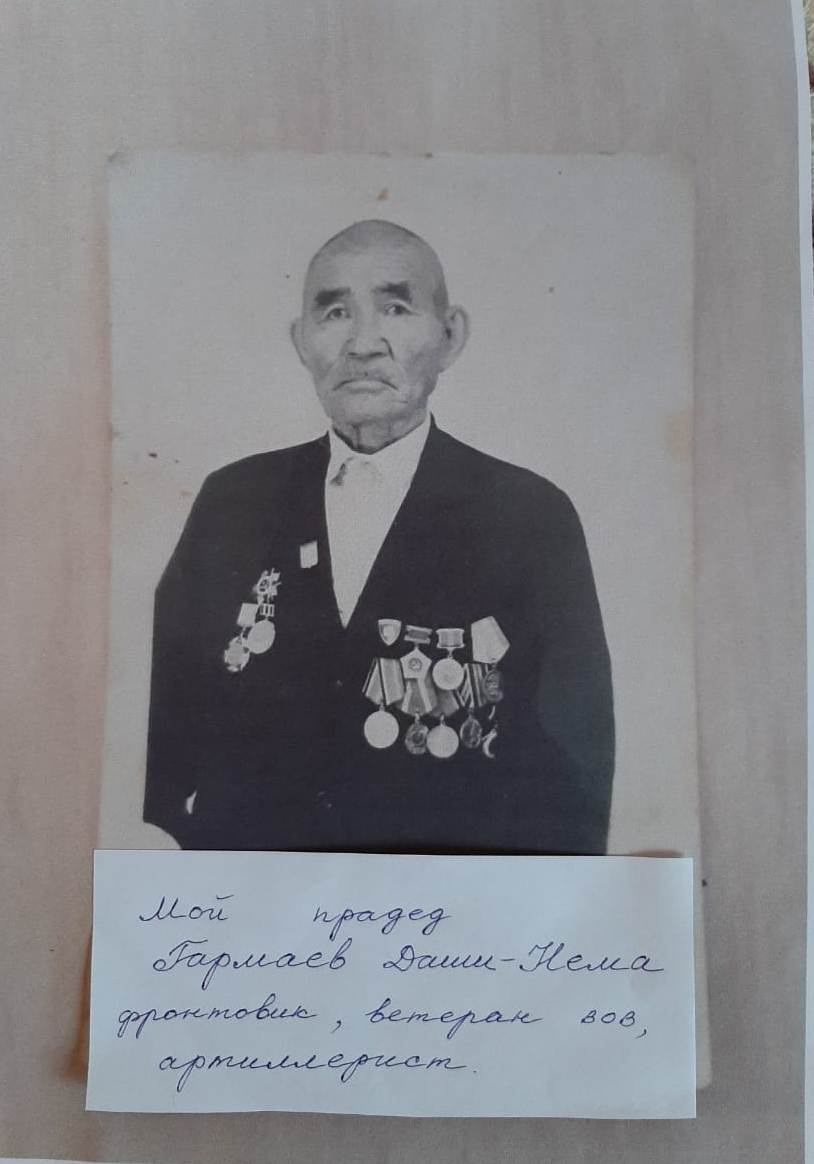 Мой прадед
Гармаев Даши-Нема
фронтовик, ветеран вов,
артиллерист.